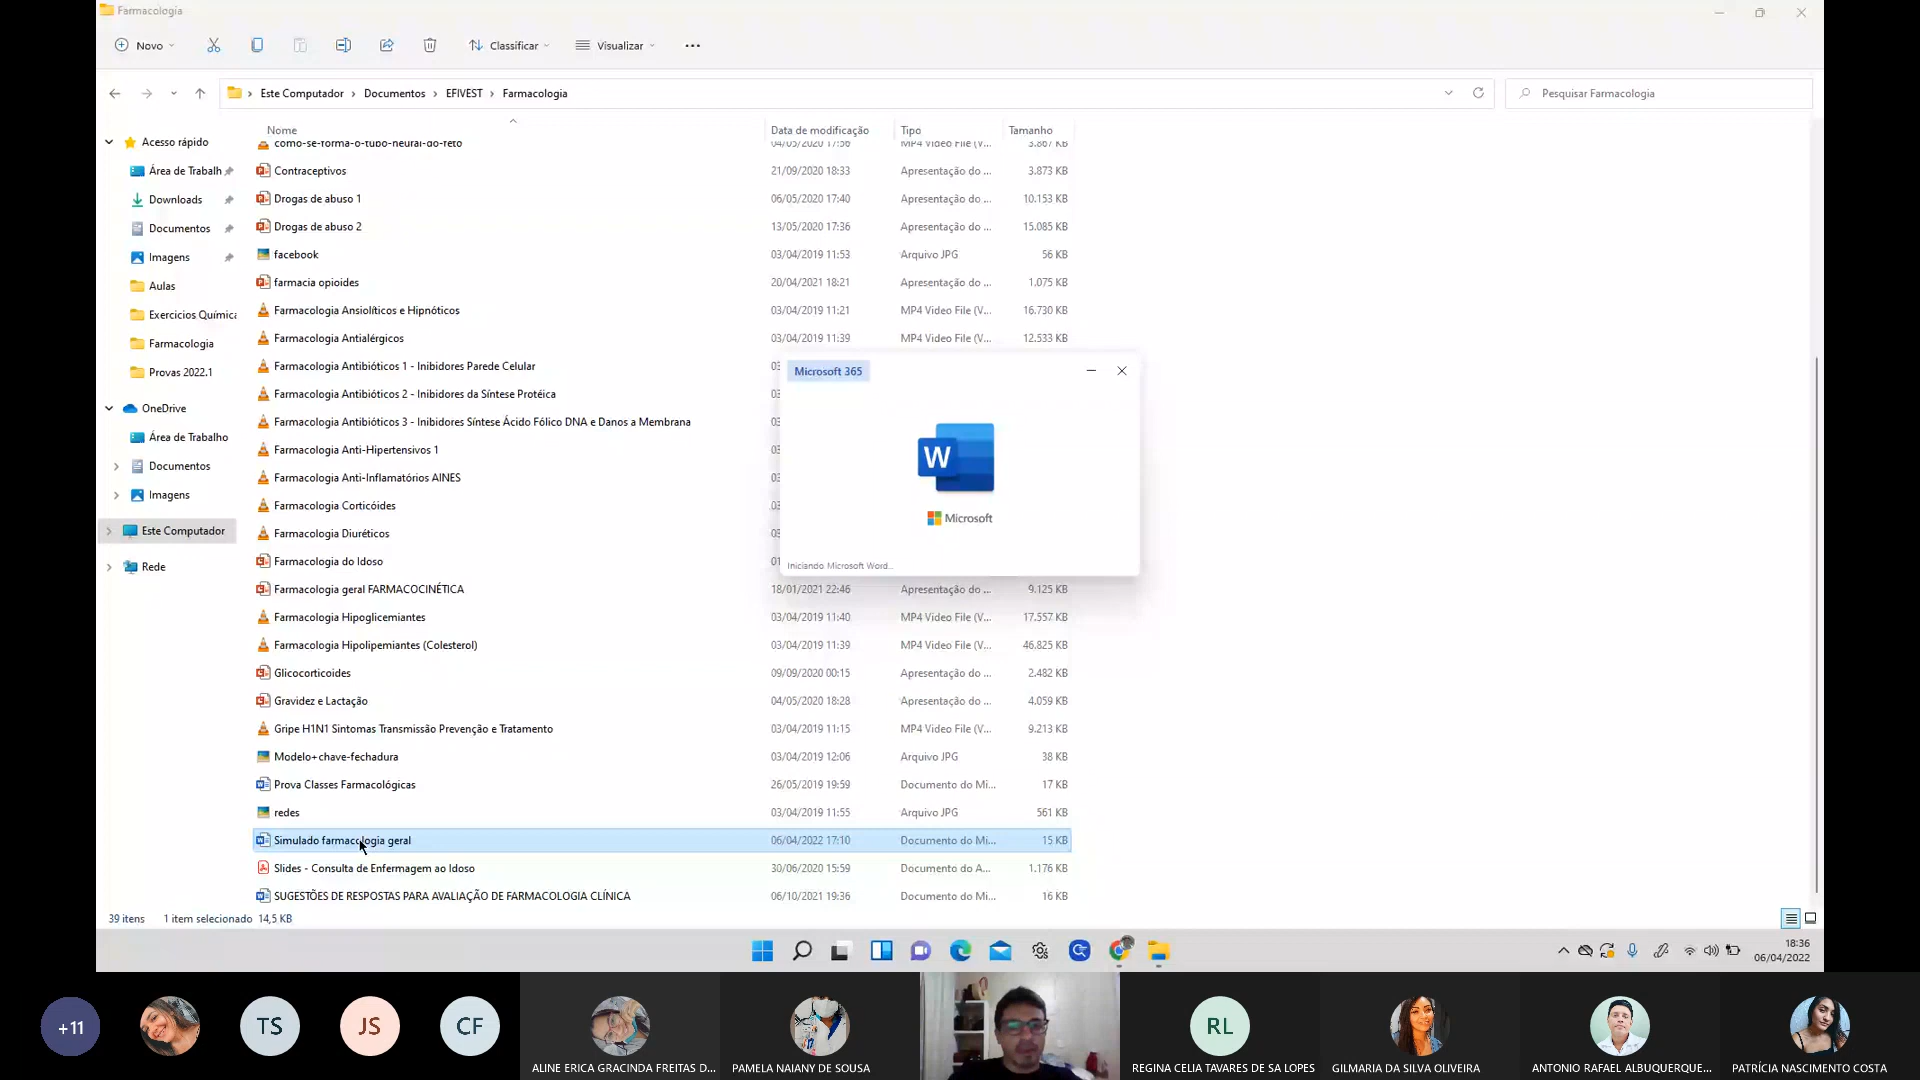 Farmacologia
Novo
Classificar
Visualizar
Este Computador > Documentos > EFIVEST > Farmacologia
Pesquisar Farmacologia
Nome Data de modificação Tipo Tamanho
Acesso rápido
Área de Trabalh
Downloads
Documentos
Imagens
Aulas
Exercicios Química
Farmacologia
Provas 2022.1
OneDrive
Área de Trabalho
Documentos
Imagens
Este Computador
Rede
como-se-forma-o-tubo-neural-do-feto 04/05/2020 17:56 MP4 Video File (V... 3.867 KB
Contraceptivos 21/09/2020 18:33 Apresentação do ... 3.873 KB
Drogas de abuso 1 06/05/2020 17:40 Apresentação do ... 10.153 KB
Drogas de abuso 2 13/05/2020 17:36 Apresentação do ... 15.085 KB
facebook 03/04/2019 11:53 Arquivo JPG 56 KB
farmacia opioides 20/04/2021 18:21 Apresentação do ... 1.075 KB
Farmacologia Ansiolíticos e Hipnóticos 03/04/2019 11:21 MP4 Video File (V... 16.730 KB
Farmacologia Antialérgicos 03/04/2019 11:39 MP4 Video File (V... 12.533 KB
Farmacologia Antibióticos 1 - Inibidores Parede Celular 03
Farmacologia Antibióticos 2 - Inibidores da Síntese Protéica 03
Farmacologia Antibióticos 3 - Inibidores Síntese Ácido Fólico DNA e Danos a Membrana 03
Farmacologia Anti-Hipertensivos 1 03
Farmacologia Anti-Inflamatórios AINES 03
Farmacologia Corticóides 03
Farmacologia Diuréticos 03
Farmacologia do Idoso 01
Farmacologia geral FARMACOCINÉTICA 18/01/2021 22:46 Apresentação do ... 9.125 KB
Farmacologia Hipoglicemiantes 03/04/2019 11:40 MP4 Video File (V... 17.557 KB
Farmacologia Hipolipemiantes (Colesterol) 03/04/2019 11:39 MP4 Video File (V... 46.825 KB
Glicocorticoides 09/09/2020 00:15 Apresentação do ... 2.482 KB
Gravidez e Lactação 04/05/2020 18:28 Apresentação do ... 4.059 KB
Gripe H1N1 Sintomas Transmissão Prevenção e Tratamento 03/04/2019 11:15 MP4 Video File (V... 9.213 KB
Modelo+chave-fechadura 03/04/2019 12:06 Arquivo JPG 38 KB
Prova Classes Farmacológicas 26/05/2019 19:59 Documento do Mi... 17 KB
redes 03/04/2019 11:55 Arquivo JPG 561 KB
Simulado farmacologia geral 06/04/2022 17:10 Documento do Mi... 15 KB
Slides - Consulta de Enfermagem ao Idoso 30/06/2020 15:59 Documento do A... 1.176 KB
SUGESTÕES DE RESPOSTAS PARA AVALIAÇÃO DE FARMACOLOGIA CLÍNICA 06/10/2021 19:36 Documento do Mi... 16 KB
Microsoft 365
W
Microsoft
Iniciando Microsoft Word...
39 itens 1 item selecionado 14,5 KB
18:36
06/04/2022
+11
TS
JS
CF
RL
ALINE ERICA GRACINDA FREITAS D...
PAMELA NAIANY DE SOUSA
REGINA CELIA TAVARES DE SA LOPES
GILMARIA DA SILVA OLIVEIRA
ANTONIO RAFAEL ALBUQUERQUE...
PATRÍCIA NASCIMENTO COSTA